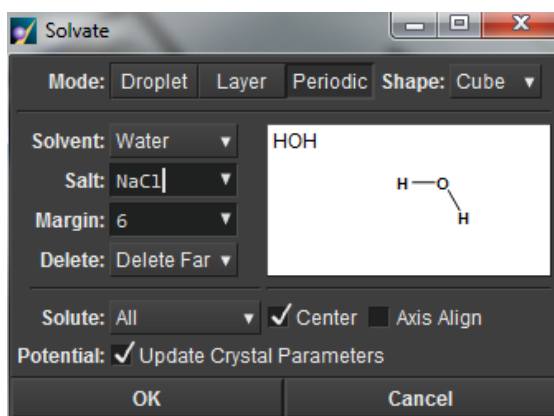 Solvate
Mode: Droplet Layer Periodic Shape: Cube
Solvent: Water
Salt: NaCl
Margin: 6
Delete: Delete Far
HOH
H O
H
Solute: All Center Axis Align
Potential: Update Crystal Parameters
OK Cancel